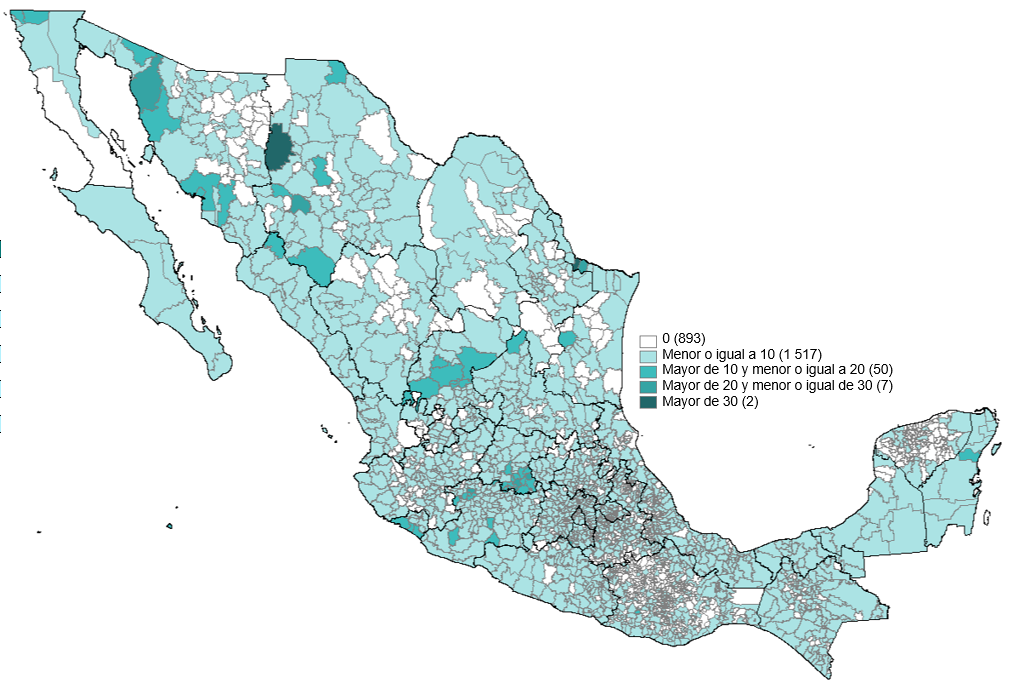 0 (893)
Menor o igual a 10 (1 517)
Mayor de 10 y menor o igual a 20 (50)
Mayor de 20 y menor o igual de 30 (7)
Mayor de 30 (2)